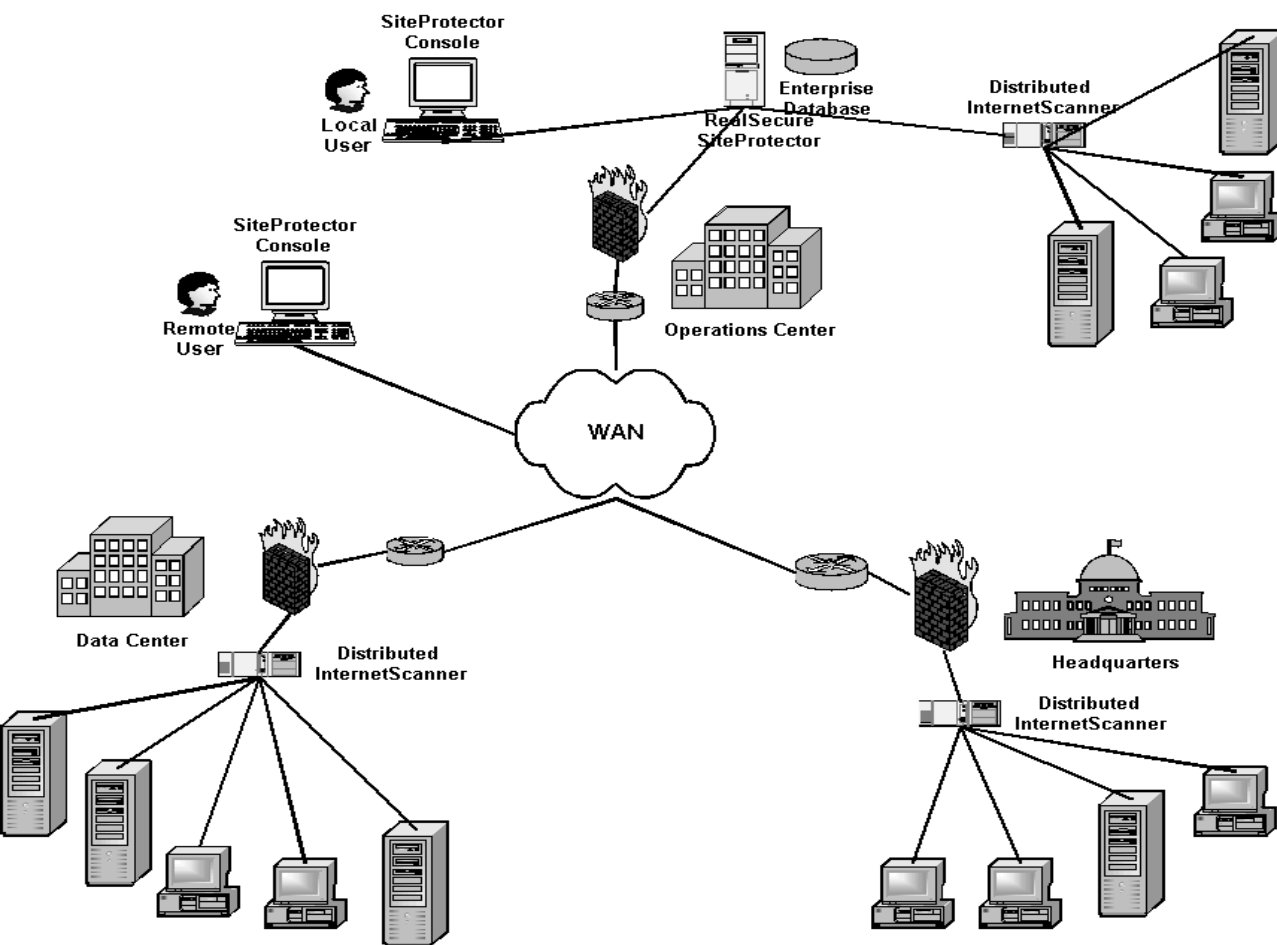 SiteProtector
Console
Local
User
Enterprise
Database
RealSecure
SiteProtector
Distributed
InternetScanner
SiteProtector
Console
Remote
User
Operations Center
WAN
Data Center
Distributed
InternetScanner
Headquarters
Distributed
InternetScanner